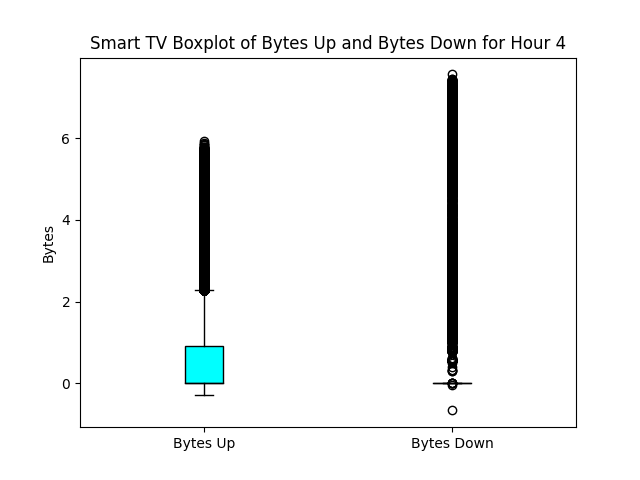 Smart TV Boxplot of Bytes Up and Bytes Down for Hour 4
6
4
2
0
Bytes
Bytes Up
Bytes Down